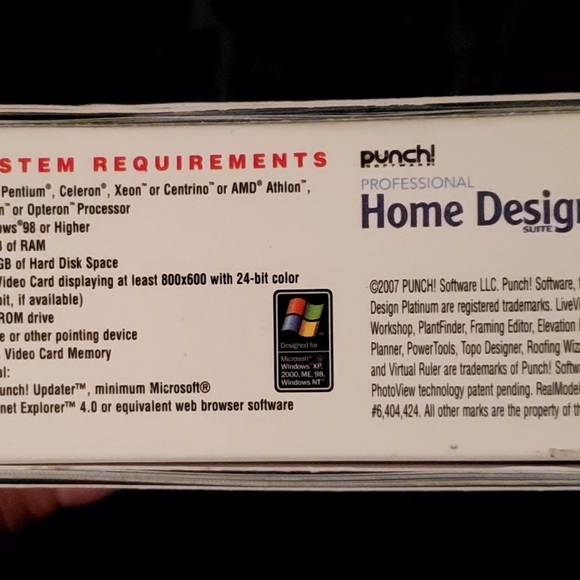 STEM REQUIREMENTS
Pentium®, Celeron®, Xeon™ or Centrino™ or AMD® Athlon™,
n™ or Opteron™ Processor
ows®98 or Higher
of RAM
GB of Hard Disk Space
Video Card displaying at least 800x600 with 24-bit color
bit, if available)
ROM drive
e or other pointing device
Video Card Memory
al:
unch! Updater™, minimum Microsoft®
net Explorer™ 4.0 or equivalent web browser software
Designed for
Microsoft®
Windows® XP,
2000, ME, 98,
Windows NT®
punch!
SOFTWARE
PROFESSIONAL
Home Design
SUITE
©2007 PUNCH! Software LLC. Punch! Software,
Design Platinum are registered trademarks. LiveVi
Workshop, PlantFinder, Framing Editor, Elevation
Planner, PowerTools, Topo Designer, Roofing Wiz
and Virtual Ruler are trademarks of Punch! Softw
PhotoView technology patent pending. RealModel
#6,404,424. All other marks are the property of th